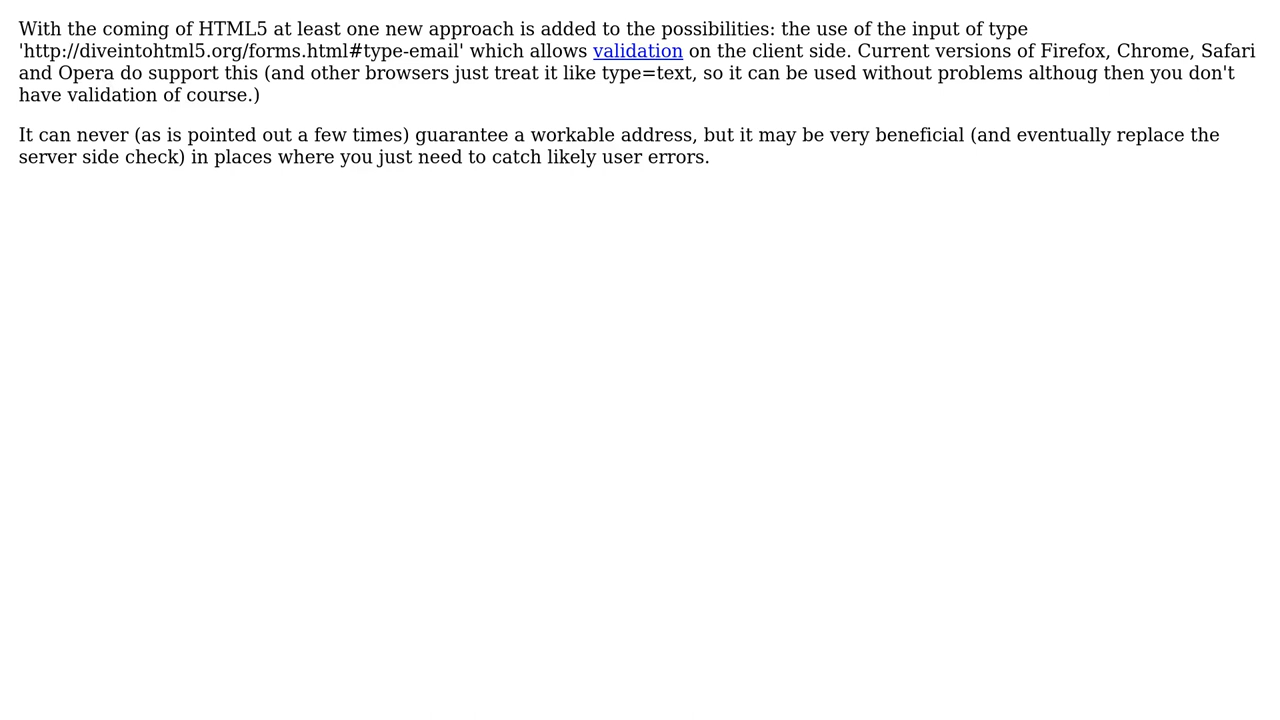 With the coming of HTML5 at least one new approach is added to the possibilities: the use of the input of type
'http://diveintohtml5.org/forms.html#type-email' which allows validation on the client side. Current versions of Firefox, Chrome, Safari
and Opera do support this (and other browsers just treat it like type=text, so it can be used without problems althoug then you don't
have validation of course.)
It can never (as is pointed out a few times) guarantee a workable address, but it may be very beneficial (and eventually replace the
server side check) in places where you just need to catch likely user errors.